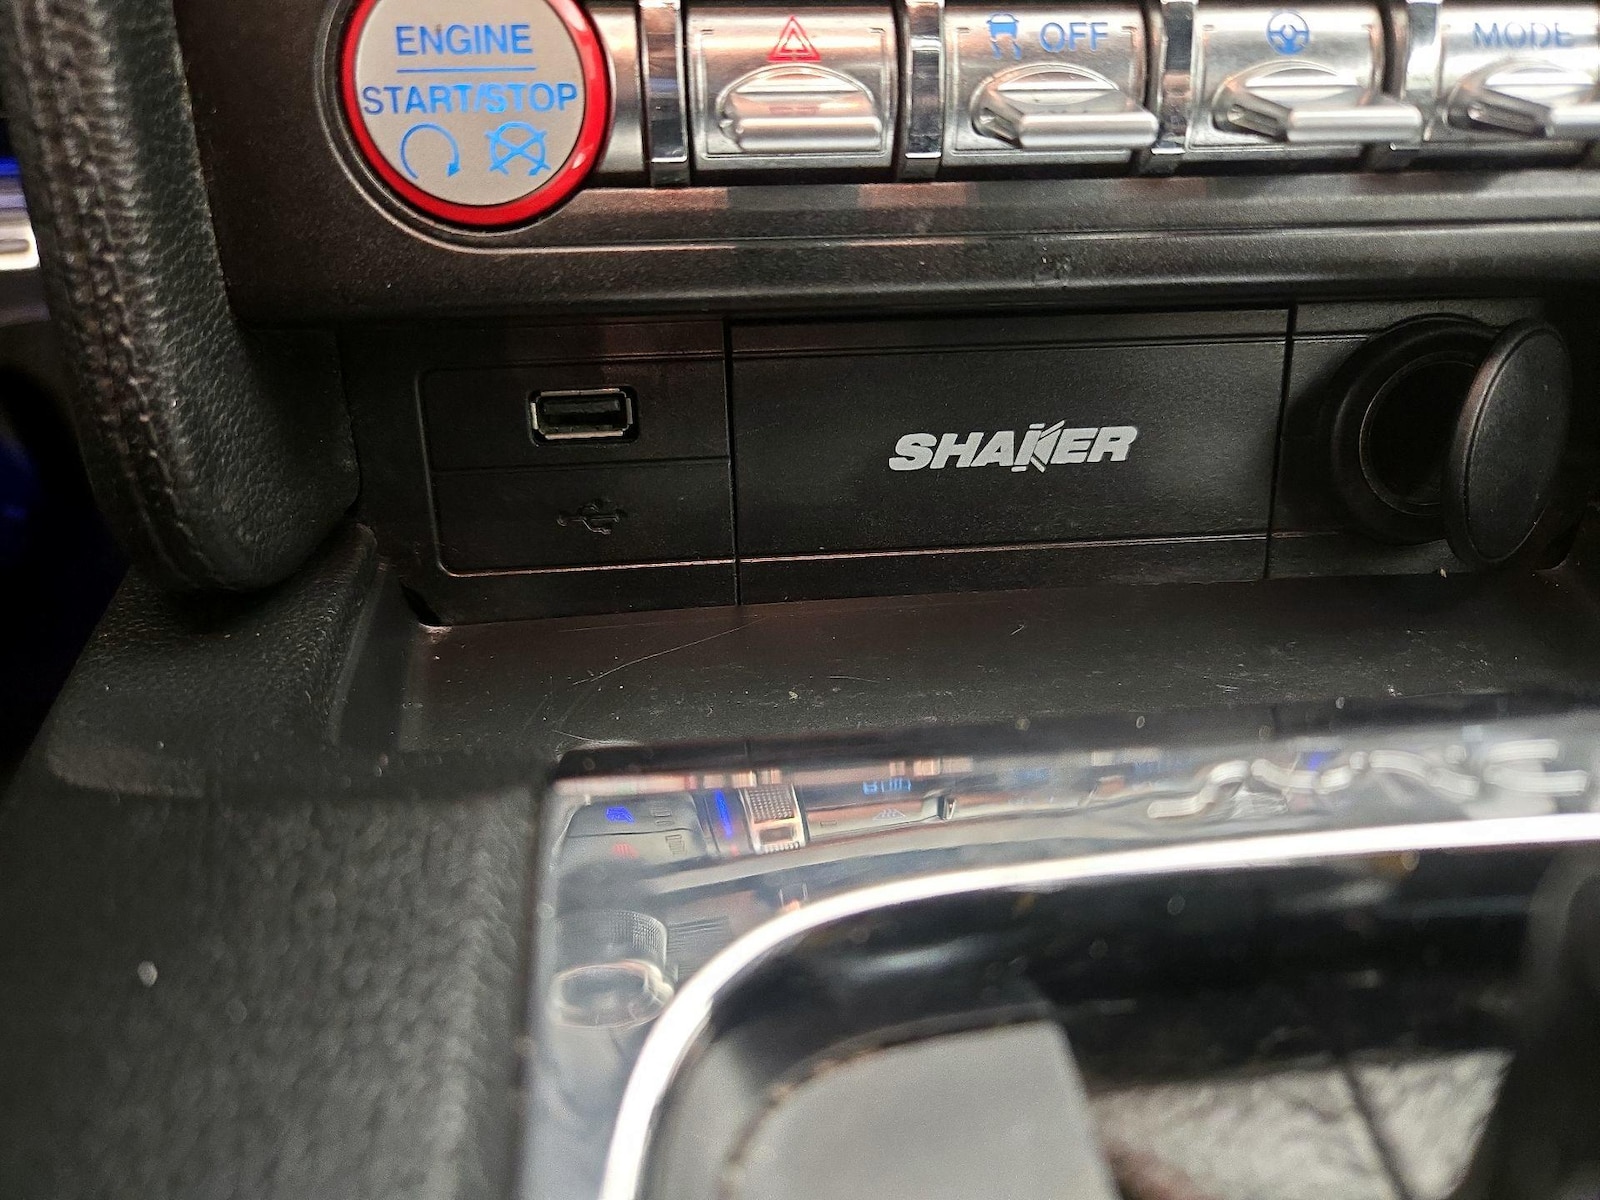 ENGINE
START/STOP
OFF
MODE
SHAKER